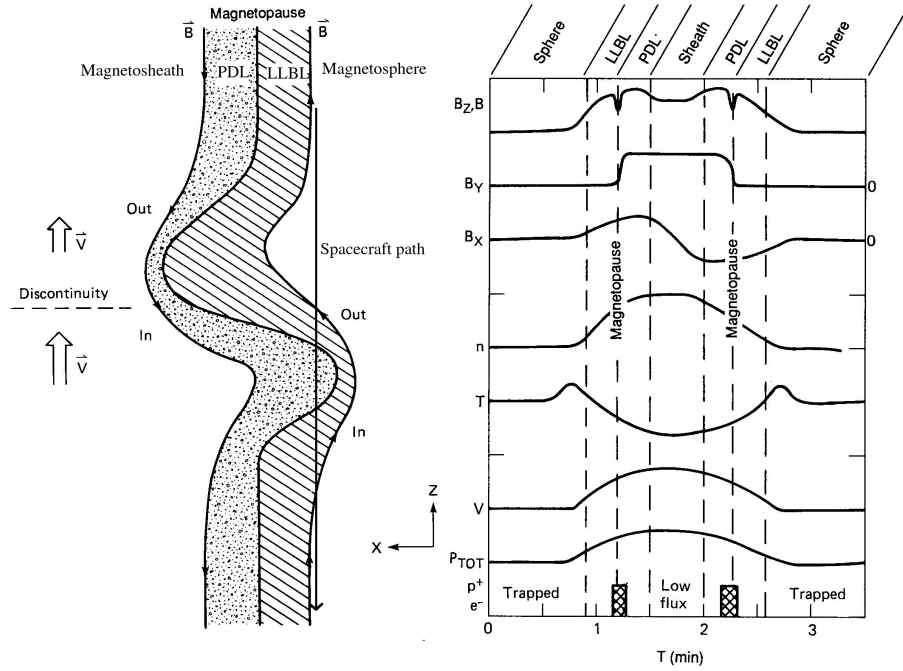 Magnetopause
B
B
Magnetosheath
PDL
LLBL
Magnetosphere
Out
V
Spacecraft path
Discontinuity
Out
In
V
In
Z
X
Sphere
LLBL
PDL
Sheath
PDL
LLBL
Sphere
B_Z,B
B_Y
0
B_X
0
Magnetopause
Magnetopause
n
T
V
P_TOT
p+
e-
Trapped
Low
flux
Trapped
0
1
2
3
T (min)